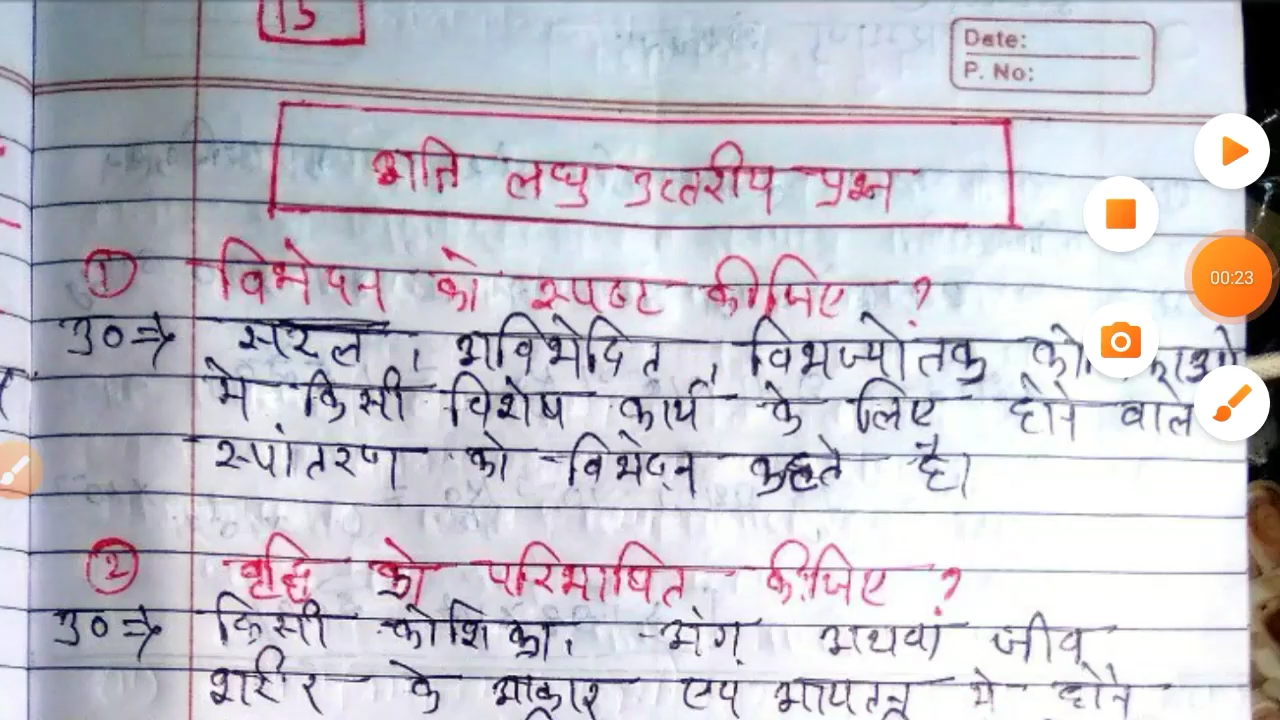 15
Date:
P. No:
अति लघु उत्तरीय प्रश्न
① विभेदन को स्पष्ट कीजिए ?
00:23
उ०⇒ सरल, अविभेदित, विभज्योतक
मे किसी विशेष कार्य के लिए होने वाले
रूपांतरण को विभेदन कहते है।
② वृद्धि को परिभाषित कीजिए ?
उ०⇒ किसी कोशिका, अंग, अथवा जीव
शरीर के आकार एवं आयतन मे होने